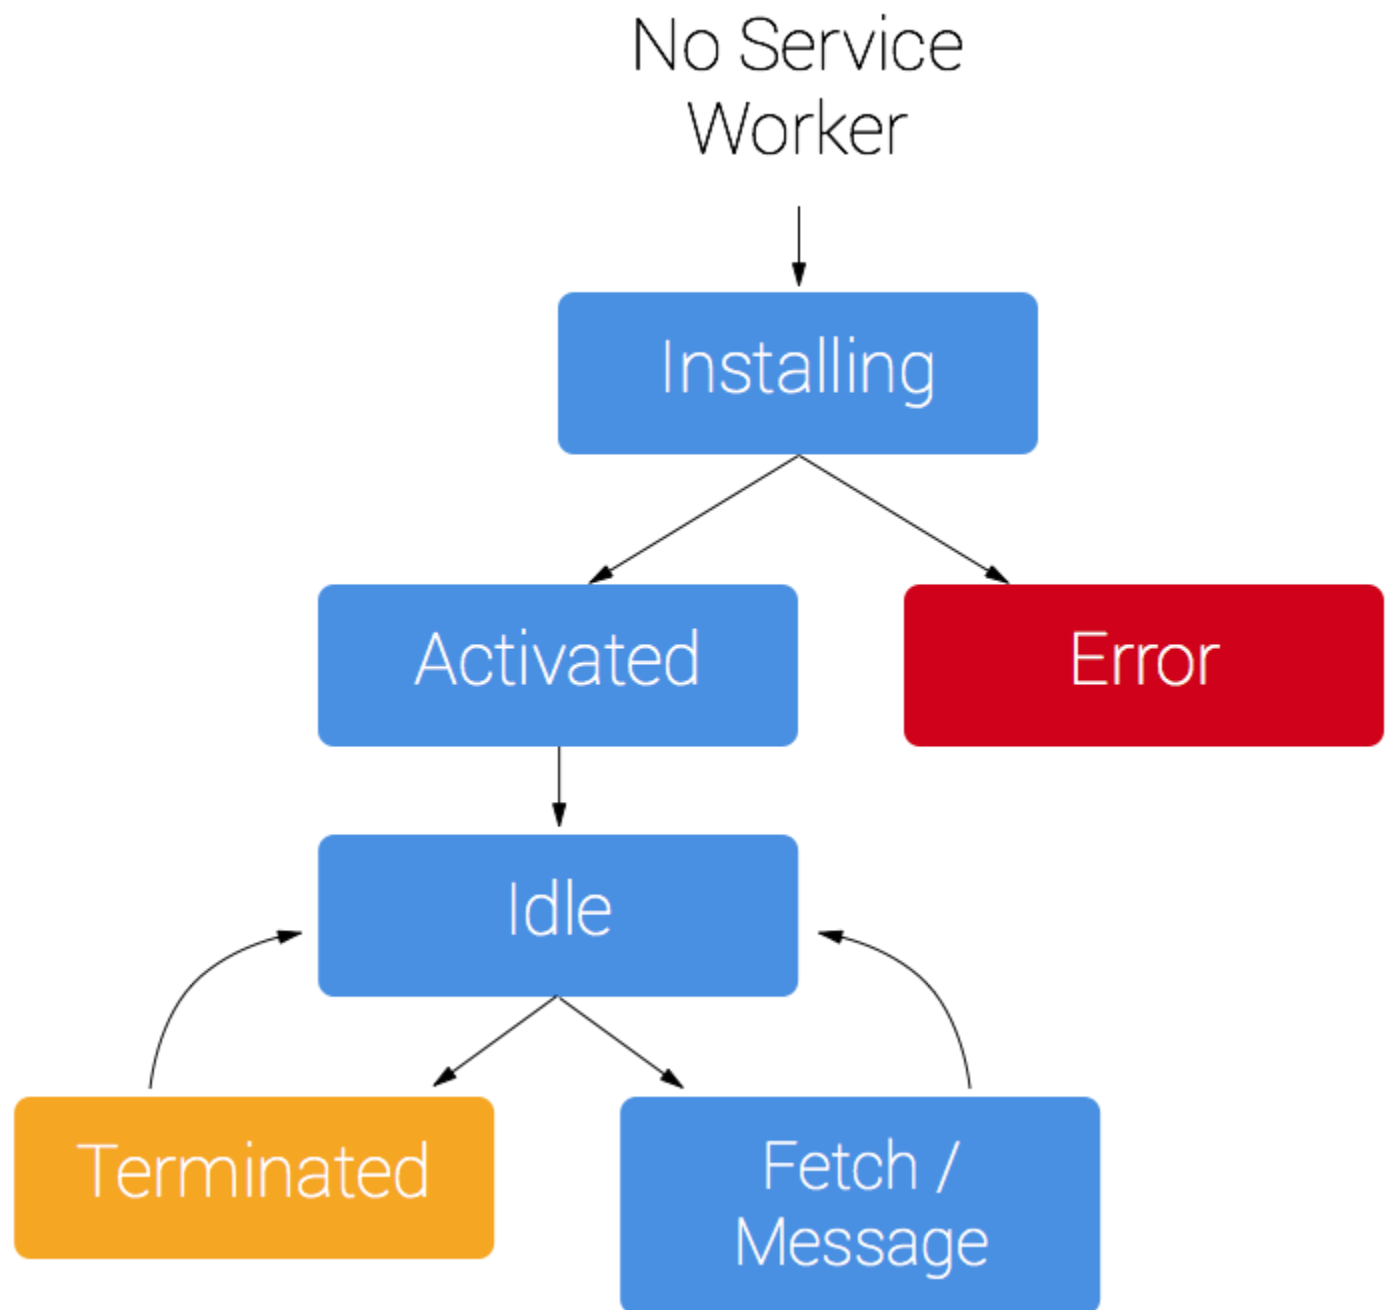 No Service
Worker
Installing
Activated
Error
Idle
Terminated
Fetch /
Message